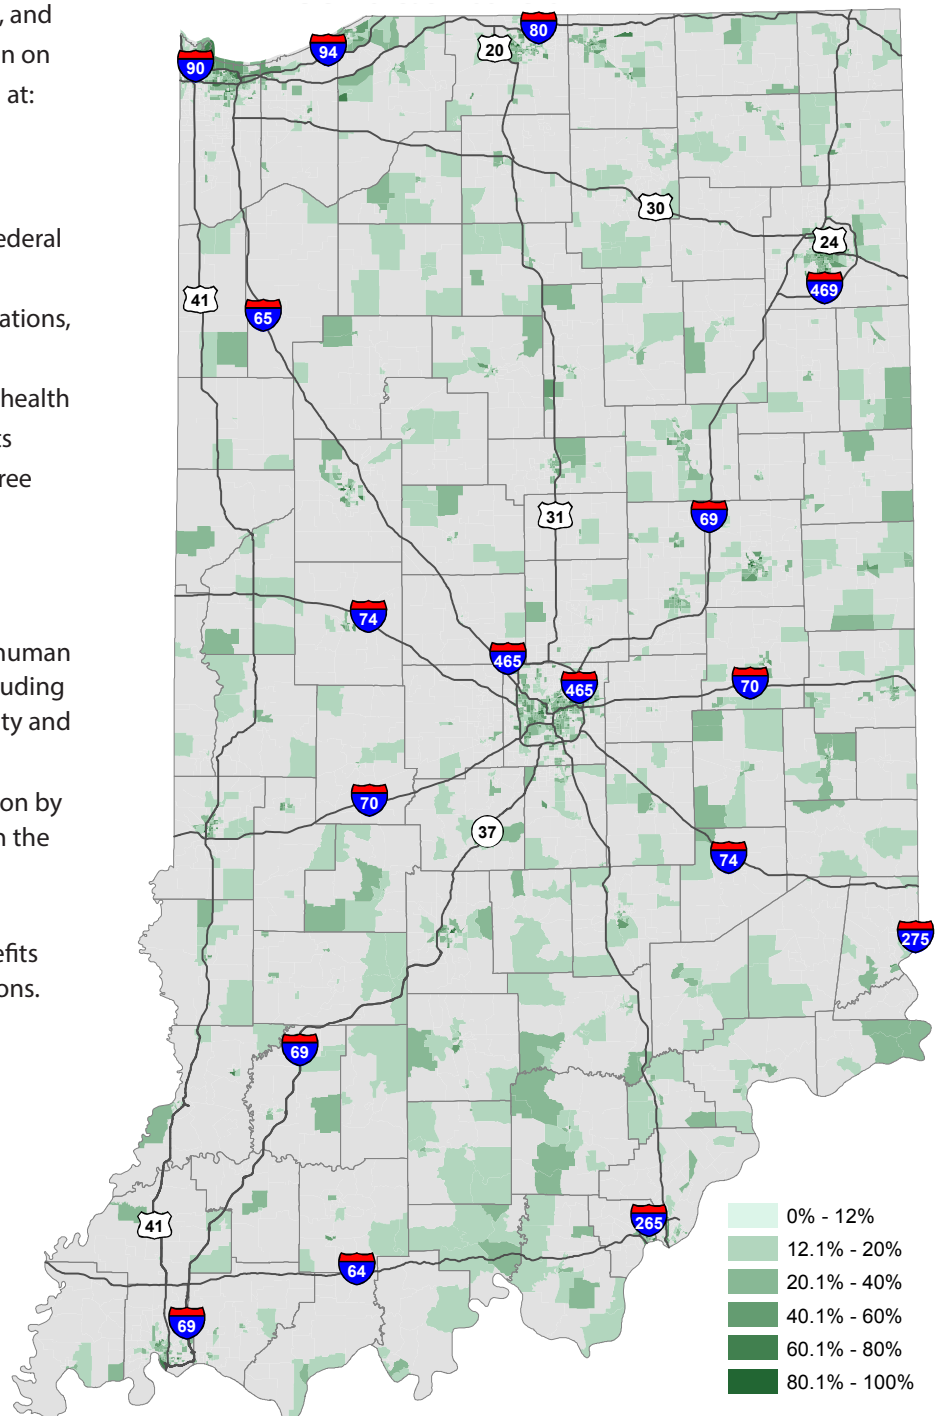 , and
n on
at:
ederal
ations,
health
ts
ree
human
luding
ty and
on by
n the
efits
ons.
90
94
80
20
30
24
469
41
65
31
69
74
465
465
70
70
37
74
275
69
41
265
64
69
0% - 12%
12.1% - 20%
20.1% - 40%
40.1% - 60%
60.1% - 80%
80.1% - 100%